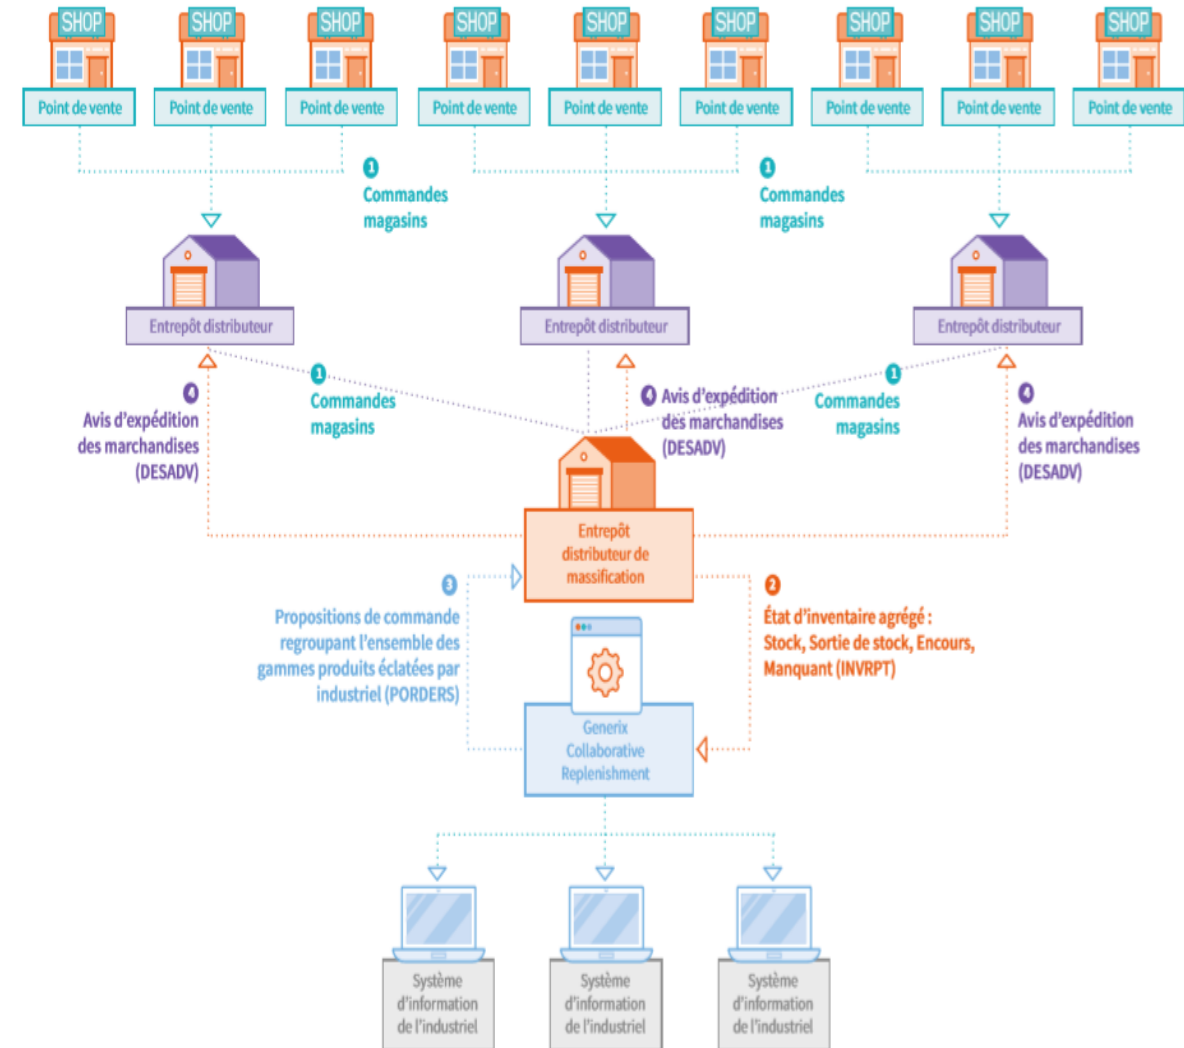 SHOP SHOP SHOP SHOP SHOP SHOP SHOP SHOP SHOP
Point de vente Point de vente Point de vente Point de vente Point de vente Point de vente Point de vente Point de vente Point de vente
1
Commandes
magasins
1
Commandes
magasins
Entrepôt distributeur
Entrepôt distributeur
Entrepôt distributeur
4
Avis d'expédition
des marchandises
(DESADV)
1
Commandes
magasins
4 Avis d'expédition
des marchandises
(DESADV)
1
Commandes
magasins
4
Avis d'expédition
des marchandises
(DESADV)
Entrepôt
distributeur de
massification
3
Propositions de commande
regroupant l'ensemble des
gammes produits éclatées par
industriel (PORDERS)
2
État d'inventaire agrégé :
Stock, Sortie de stock, Encours,
Manquant (INVRPT)
Generix
Collaborative
Replenishment
Système
d'information
de l'industriel
Système
d'information
de l'industriel
Système
d'information
de l'industriel